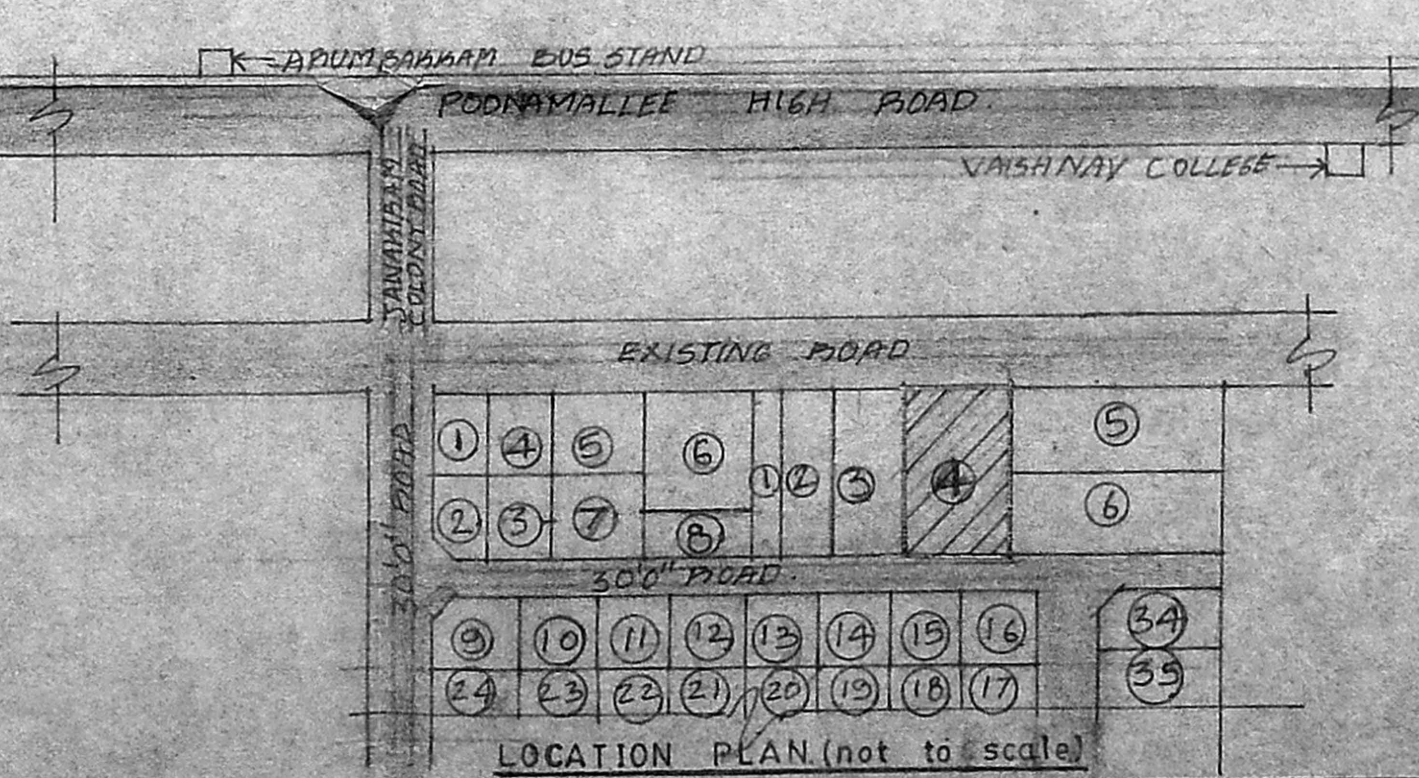 ARUMBAKKAM BUS STAND
POONAMALLEE HIGH ROAD.
VAISHNAV COLLEGE
JANAKIRAM
COLONY ROAD
EXISTING ROAD
1 4 5 6 1 2 3 4 5
2 3 7 8 6
30'0" ROAD
30'0" ROAD.
9 10 11 12 13 14 15 16 34
24 23 22 21 20 19 18 17 35
LOCATION PLAN (not to scale)